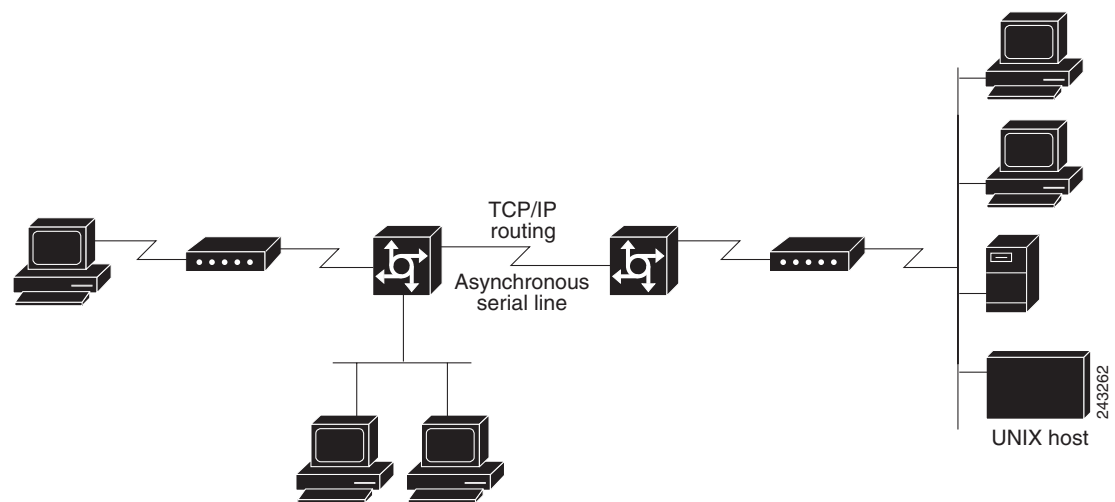 TCP/IP
routing
Asynchronous
serial line
UNIX host
243262